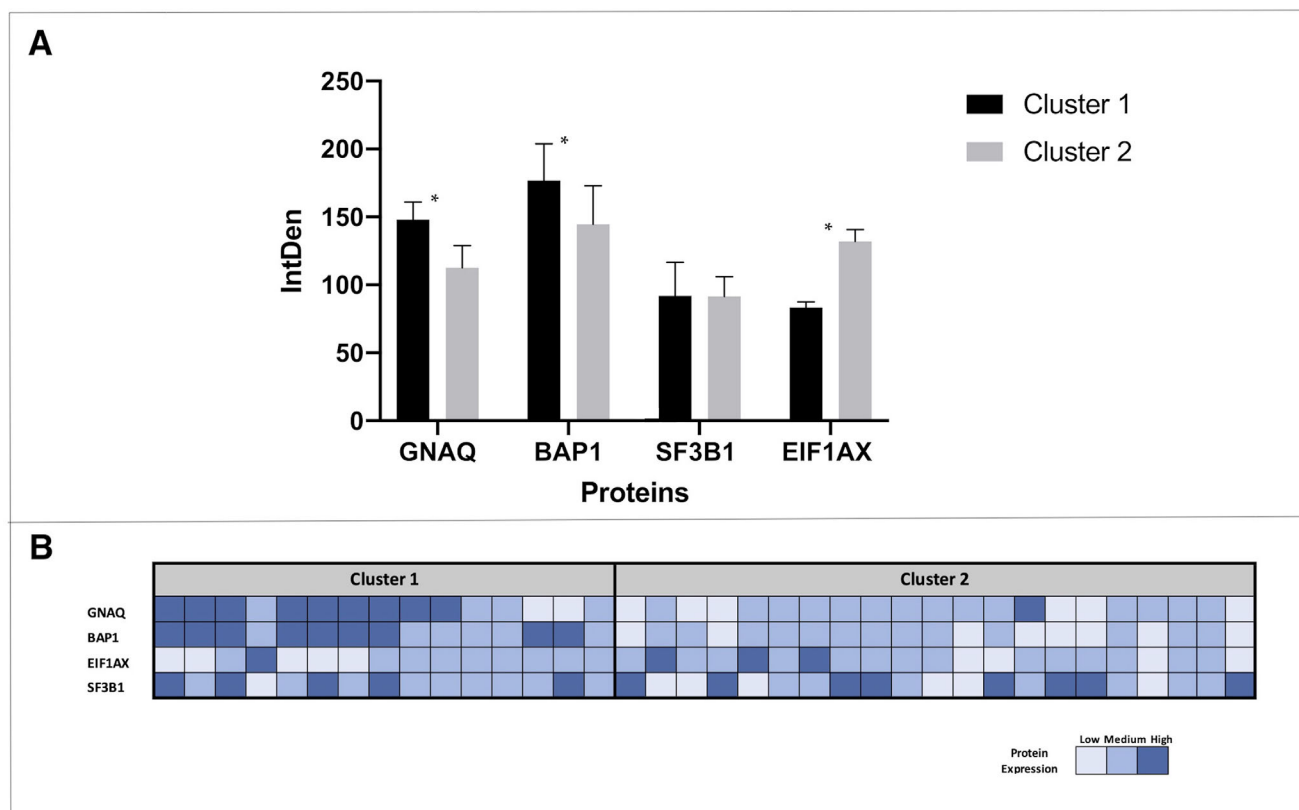 A
250
200
150
100
50
0
IntDen
*
*
*
Cluster 1
Cluster 2
GNAQ BAP1 SF3B1 EIF1AX
Proteins
B
Cluster 1 Cluster 2
GNAQ
BAP1
EIF1AX
SF3B1
Low Medium High
Protein
Expression